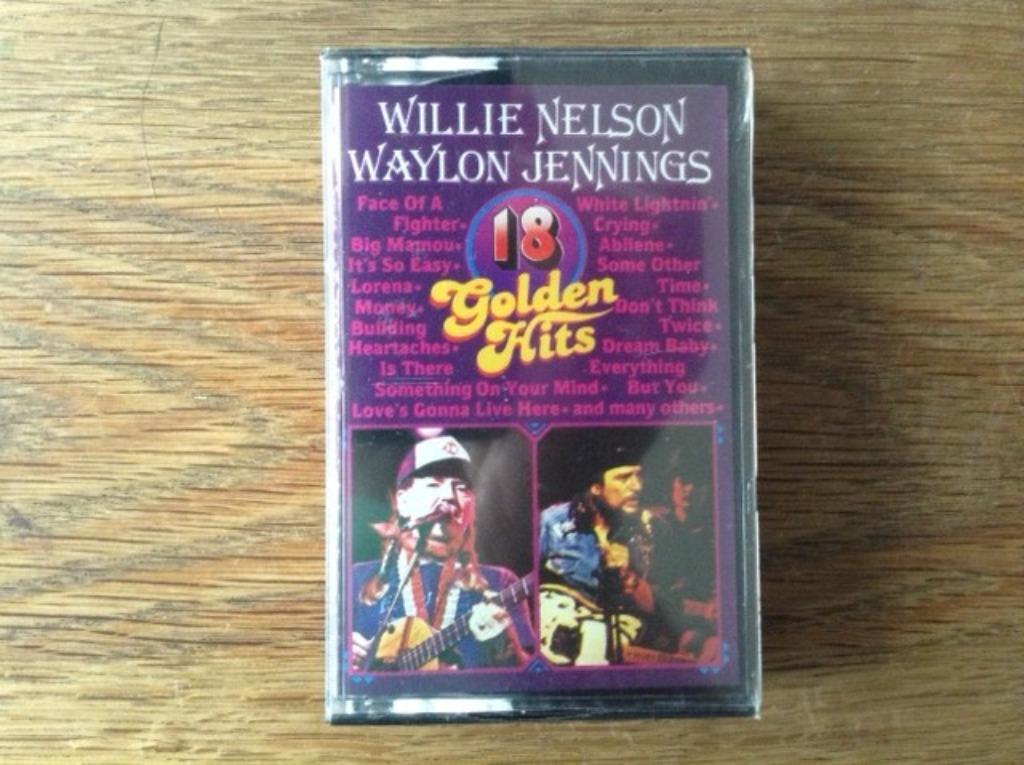 WILLIE NELSON
WAYLON JENNINGS
Face Of A
Fighter•
Big Mamou•
It's So Easy•
Lorena•
Money•
Building
Heartaches•
Is There
Something On Your Mind•
18
Golden
Hits
White Lightnin'•
Crying•
Abilene•
Some Other
Time•
Don't Think
Twice•
Dream Baby•
Everything
But You•
Love's Gonna Live Here• and many others•